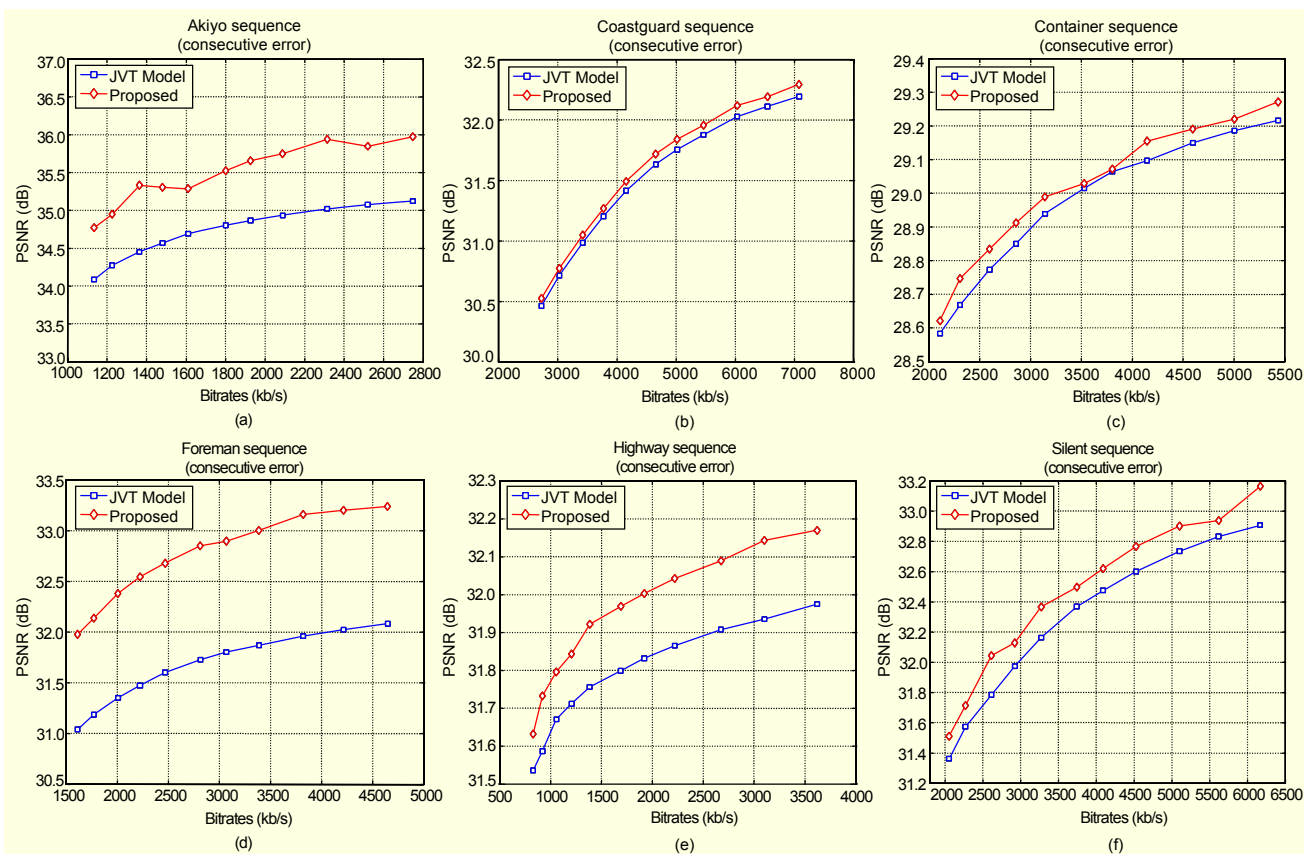 Akiyo sequence
(consecutive error)
JVT Model
Proposed
37.0
36.5
36.0
35.5
35.0
34.5
34.0
33.5
33.0
PSNR (dB)
1000 1200 1400 1600 1800 2000 2200 2400 2600 2800
Bitrates (kb/s)
(a)
Coastguard sequence
(consecutive error)
JVT Model
Proposed
32.5
32.0
31.5
31.0
30.5
30.0
PSNR (dB)
2000 3000 4000 5000 6000 7000 8000
Bitrates (kb/s)
(b)
Container sequence
(consecutive error)
JVT Model
Proposed
29.4
29.3
29.2
29.1
29.0
28.9
28.8
28.7
28.6
28.5
PSNR (dB)
2000 2500 3000 3500 4000 4500 5000 5500
Bitrates (kb/s)
(c)
Foreman sequence
(consecutive error)
JVT Model
Proposed
33.5
33.0
32.5
32.0
31.5
31.0
30.5
PSNR (dB)
1500 2000 2500 3000 3500 4000 4500 5000
Bitrates (kb/s)
(d)
Highway sequence
(consecutive error)
JVT Model
Proposed
32.3
32.2
32.1
32.0
31.9
31.8
31.7
31.6
31.5
PSNR (dB)
500 1000 1500 2000 2500 3000 3500 4000
Bitrates (kb/s)
(e)
Silent sequence
(consecutive error)
JVT Model
Proposed
33.2
33.0
32.8
32.6
32.4
32.2
32.0
31.8
31.6
31.4
31.2
PSNR (dB)
2000 2500 3000 3500 4000 4500 5000 5500 6000 6500
Bitrates (kb/s)
(f)